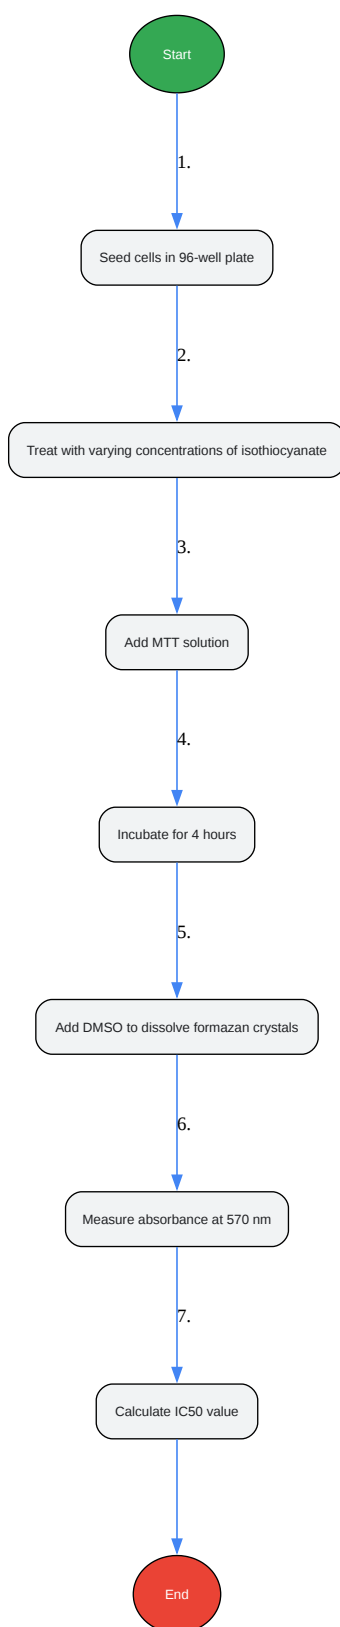 Start
1.
Seed cells in 96-well plate
2.
Treat with varying concentrations of isothiocyanate
3.
Add MTT solution
4.
Incubate for 4 hours
5.
Add DMSO to dissolve formazan crystals
6.
Measure absorbance at 570 nm
7.
Calculate IC50 value
End